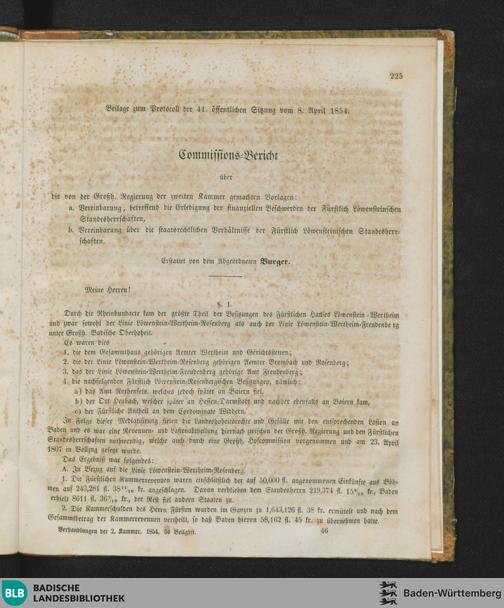 225
Beilage zum Protocoll der 41. öffentlichen Sitzung vom 8. April 1854.
Commissions-Bericht
über
die von der Großh. Regierung der zweiten Kammer gemachten Vorlagen:
a. Vereinbarung, betreffend die Erledigung der finanziellen Beschwerden der Fürstlich Löwensteinschen
Standesherrschaften,
b. Vereinbarung über die staatsrechtlichen Verhältnisse der Fürstlich Löwensteinischen Standesherr-
schaften.
Erstattet von dem Abgeordneten Burger.
Meine Herren!
§. 1.
Durch die Rheinbundacte kam der größte Theil der Besitzungen des Fürstlichen Hauses Löwenstein-Wertheim
und zwar sowohl der Linie Löwenstein-Wertheim-Rosenberg als auch der Linie Löwenstein-Wertheim-Freudenberg
unter Großh. Badische Oberhoheit.
Es waren dies
1. die dem Gesammthaus gehörigen Aemter Wertheim und Gerichtstetten;
2. die der Linie Löwenstein-Wertheim-Rosenberg gehörigen Aemter Brombach und Rosenberg;
3. das der Linie Löwenstein-Wertheim-Freudenberg gehörige Amt Freudenberg;
4. die nachfolgenden Fürstlich Löwenstein-Rosenbergischen Besitzungen, nämlich:
a) das Amt Rothenfels, welches jedoch später an Baiern fiel,
b) der Ort Heubach, welcher später an Hessen-Darmstadt und nachher ebenfalls an Baiern kam,
c) der Fürstliche Antheil an dem Condominate Widdern.
In Folge dieser Mediatisirung fielen die Landeshoheitsrechte und Gefälle mit den entsprechenden Lasten an
Baden und es war eine Revenuen- und Lastenabtheilung hiernach zwischen der Großh. Regierung und den Fürstlichen
Standesherrschaften nothwendig, welche auch durch eine Großh. Hofcommission vorgenommen und am 23. April
1807 in Vollzug gesetzt wurde.
Das Ergebniß war folgendes:
A. In Bezug auf die Linie Löwenstein-Wertheim-Rosenberg.
1. Die Fürstlichen Kammerrevenuen waren einschließlich der auf 50,000 fl. angenommenen Einkünfte aus Böh-
men auf 243,281 fl. kr. angeschlagen. Davon verblieben dem Standesherrn 219,374 fl. kr., Baden
erhielt 8611 fl. kr., der Rest fiel andern Staaten zu.
2. Die Kammerschulden des Herrn Fürsten wurden im Ganzen zu 1,643,126 fl. 38 kr. ermittelt und nach dem
Gesammtbetrag der Kammerrevenuen vertheilt, so daß Baden hieren 58,162 fl. 45 kr. zu übernehmen hatte.
Verhandlungen der 2. Kammer. 1854. Beilghft. 46
BLB BADISCHE
LANDESBIBLIOTHEK
Baden-Württemberg